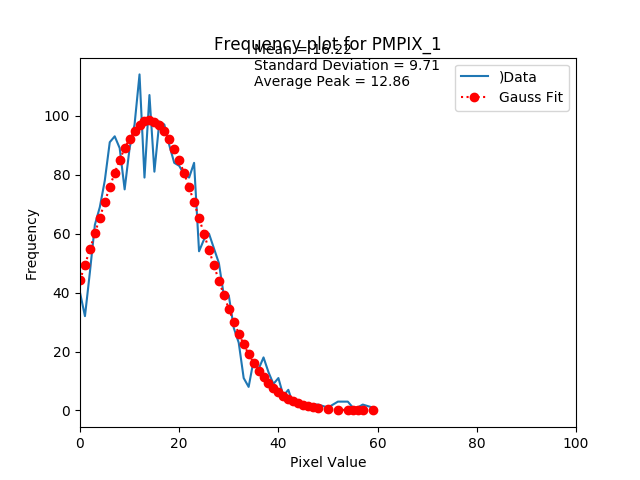 Frequency plot for PMPIX_1
Mean = 16.22
Standard Deviation = 9.71
Average Peak = 12.86
)Data
Gauss Fit
Frequency
100
80
60
40
20
0
0 20 40 60 80 100
Pixel Value